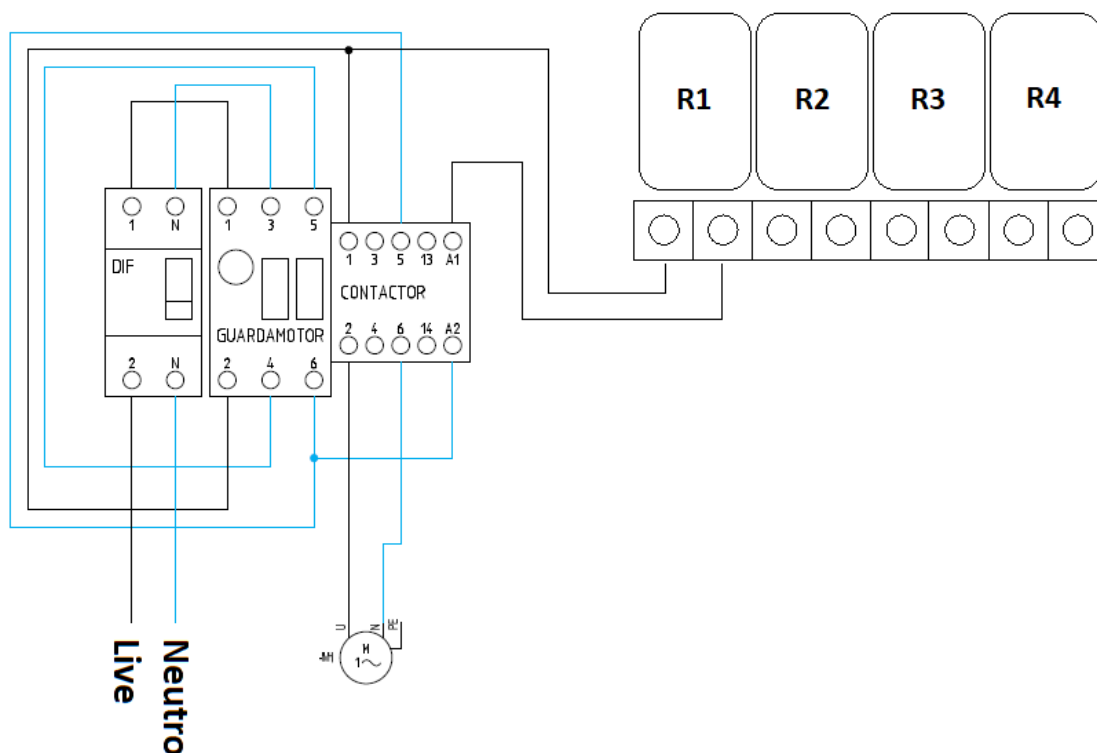 R1 R2 R3 R4
1 N 1 3 5
1 3 5 13 A1
DIF
CONTACTOR
GUARDAMOTOR
2 4 6 14 A2
2 N 2 4 6
U N PE
M
1
Live
Neutro